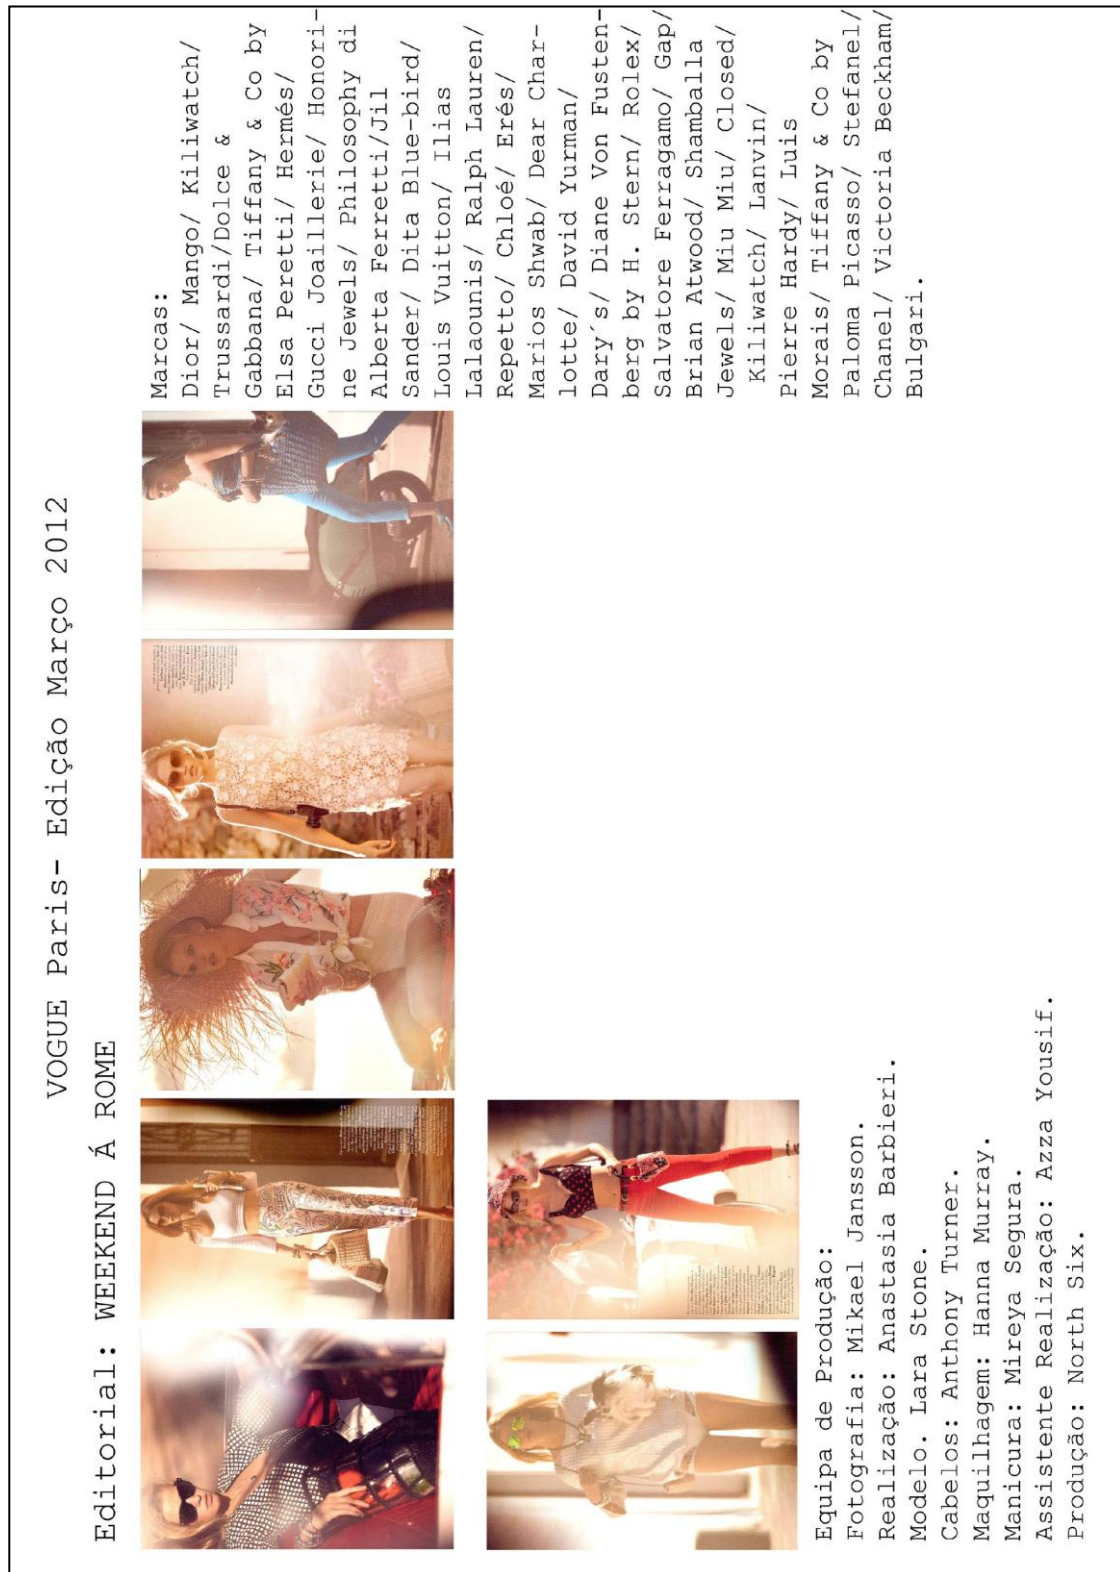 VOGUE Paris- Edição Março 2012
Editorial: WEEKEND Á ROME
Marcas:
Dior/ Mango/ Kiliwatch/
Trussardi/Dolce &
Gabbana/ Tiffany & Co by
Elsa Peretti/ Hermés/
Gucci Joaillerie/ Honori-
ne Jewels/ Philosophy di
Alberta Ferretti/Jil
Sander/ Dita Blue-bird/
Louis Vuitton/ Ilias
Lalaounis/ Ralph Lauren/
Repetto/ Chloé/ Erés/
Marios Shwab/ Dear Char-
lotte/ David Yurman/
Dary´s/ Diane Von Fusten-
berg by H. Stern/ Rolex/
Salvatore Ferragamo/ Gap/
Brian Atwood/ Shamballa
Jewels/ Miu Miu/ Closed/
Kiliwatch/ Lanvin/
Pierre Hardy/ Luis
Morais/ Tiffany & Co by
Paloma Picasso/ Stefanel/
Chanel/ Victoria Beckham/
Bulgari.
Equipa de Produção:
Fotografia: Mikael Jansson.
Realização: Anastasia Barbieri.
Modelo. Lara Stone.
Cabelos: Anthony Turner.
Maquilhagem: Hanna Murray.
Manicura: Mireya Segura.
Assistente Realização: Azza Yousif.
Produção: North Six.